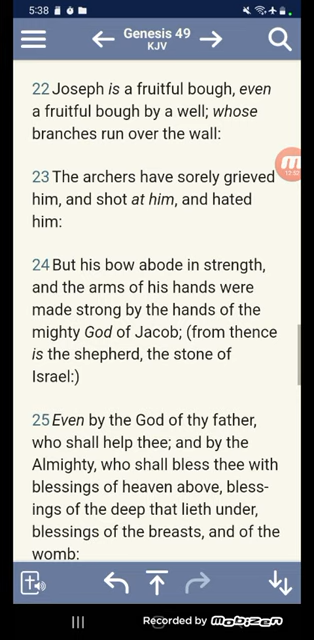 5:38
Genesis 49
KJV
22 Joseph is a fruitful bough, even
a fruitful bough by a well; whose
branches run over the wall:
23 The archers have sorely grieved
him, and shot at him, and hated
him:
24 But his bow abode in strength,
and the arms of his hands were
made strong by the hands of the
mighty God of Jacob; (from thence
is the shepherd, the stone of
Israel:)
25 Even by the God of thy father,
who shall help thee; and by the
Almighty, who shall bless thee with
blessings of heaven above, bless-
ings of the deep that lieth under,
blessings of the breasts, and of the
womb:
Recorded by mobizen